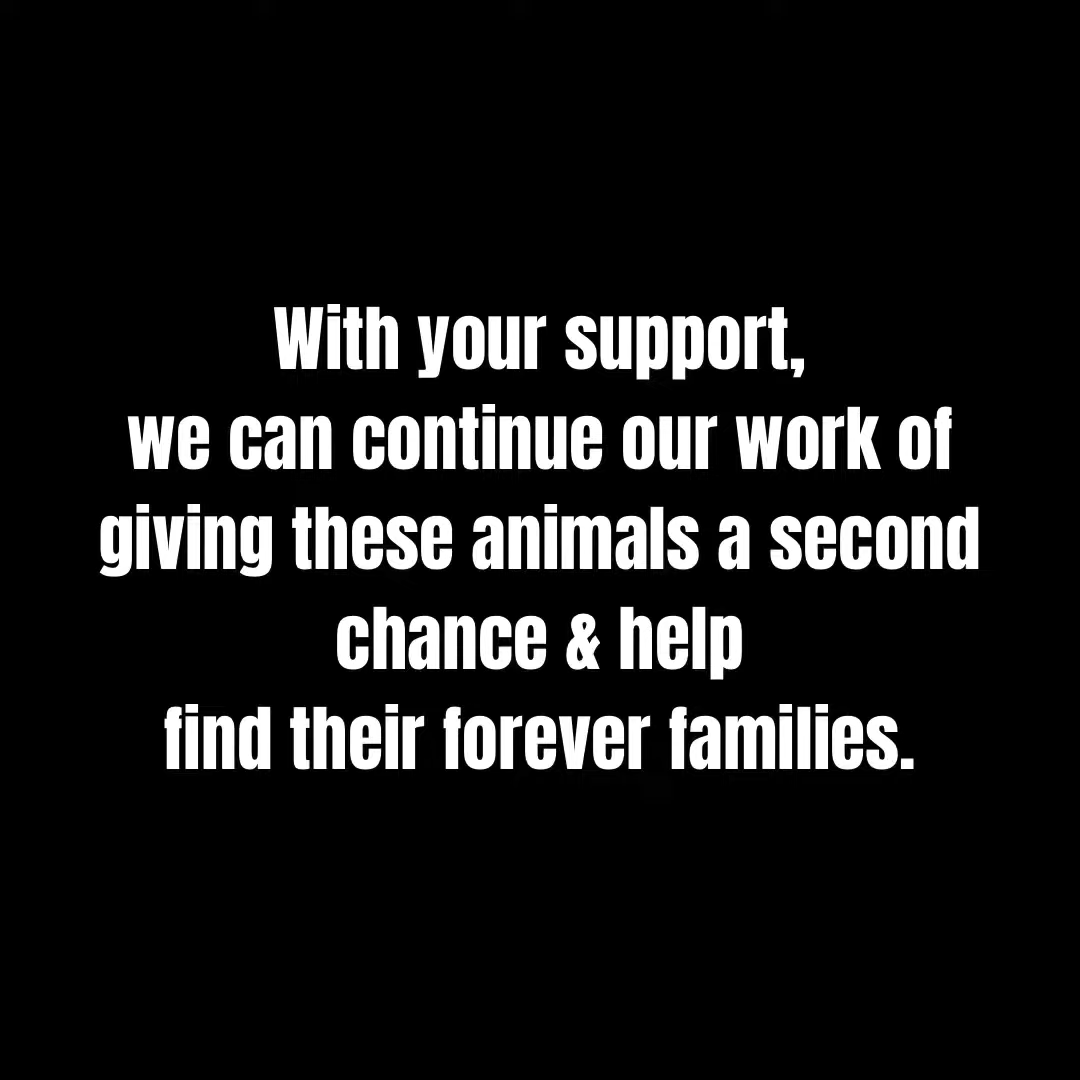 With your support,
we can continue our work of
giving these animals a second
chance & help
find their forever families.